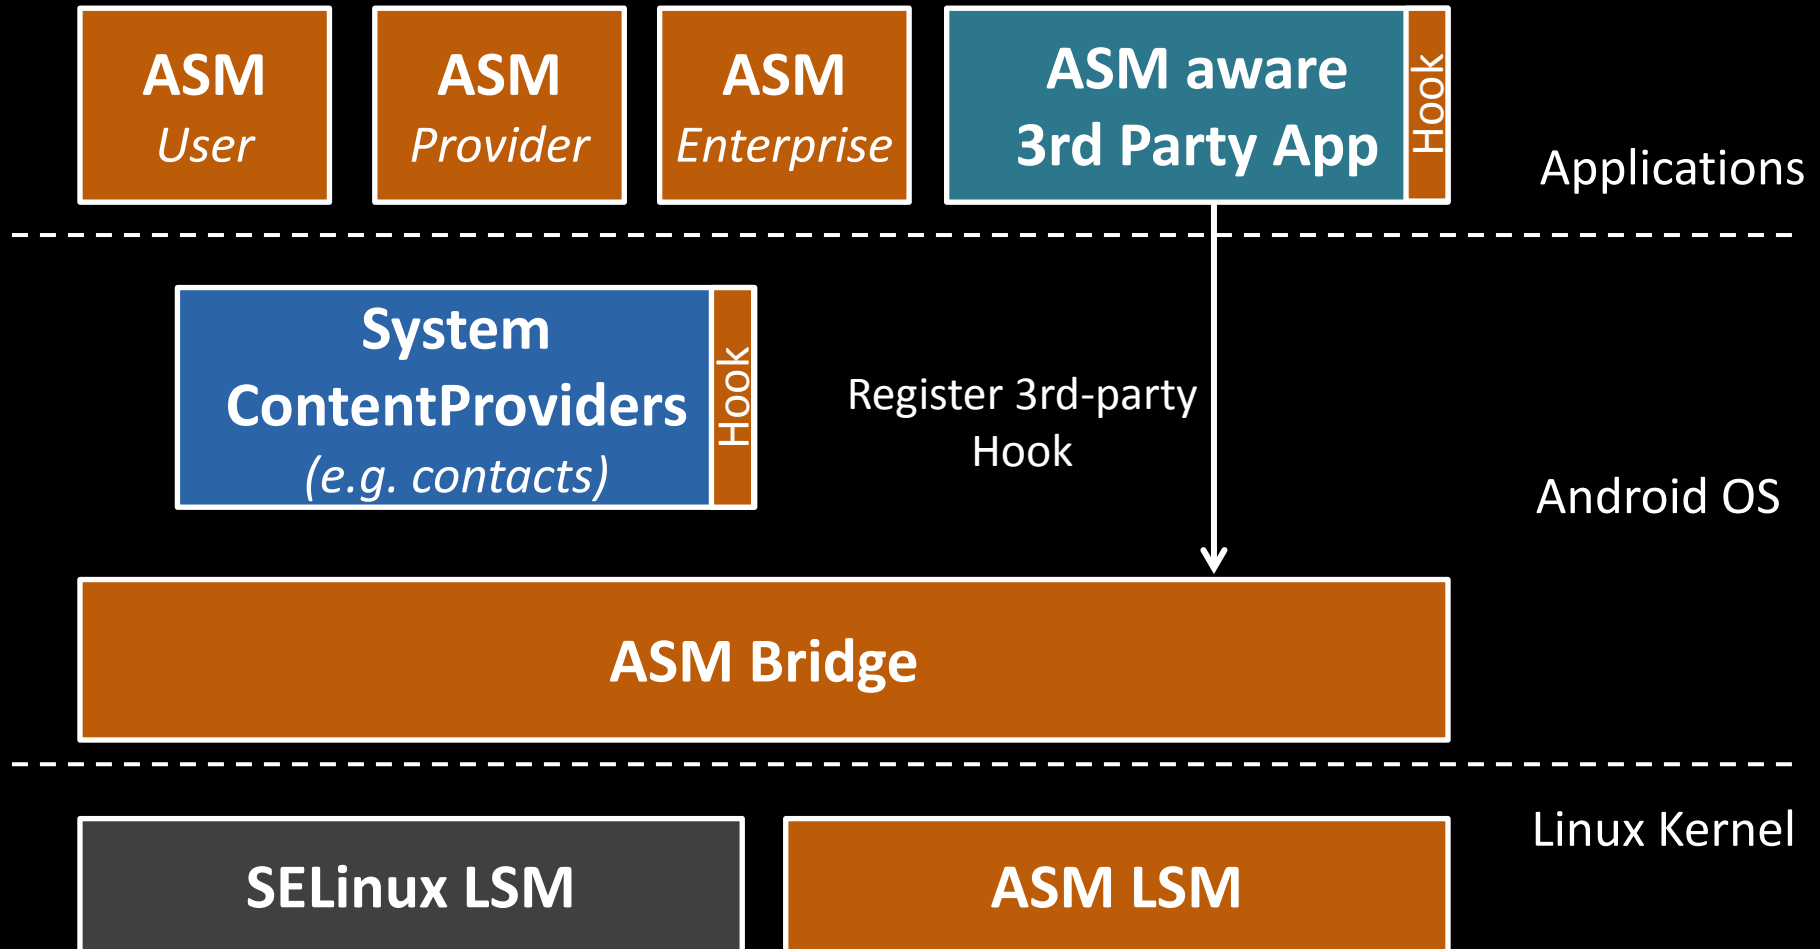 ASM
User
ASM
Provider
ASM
Enterprise
ASM aware
3rd Party App
Hook
Applications
System
ContentProviders
(e.g. contacts)
Hook
Register 3rd-party
Hook
Android OS
ASM Bridge
Linux Kernel
SELinux LSM
ASM LSM